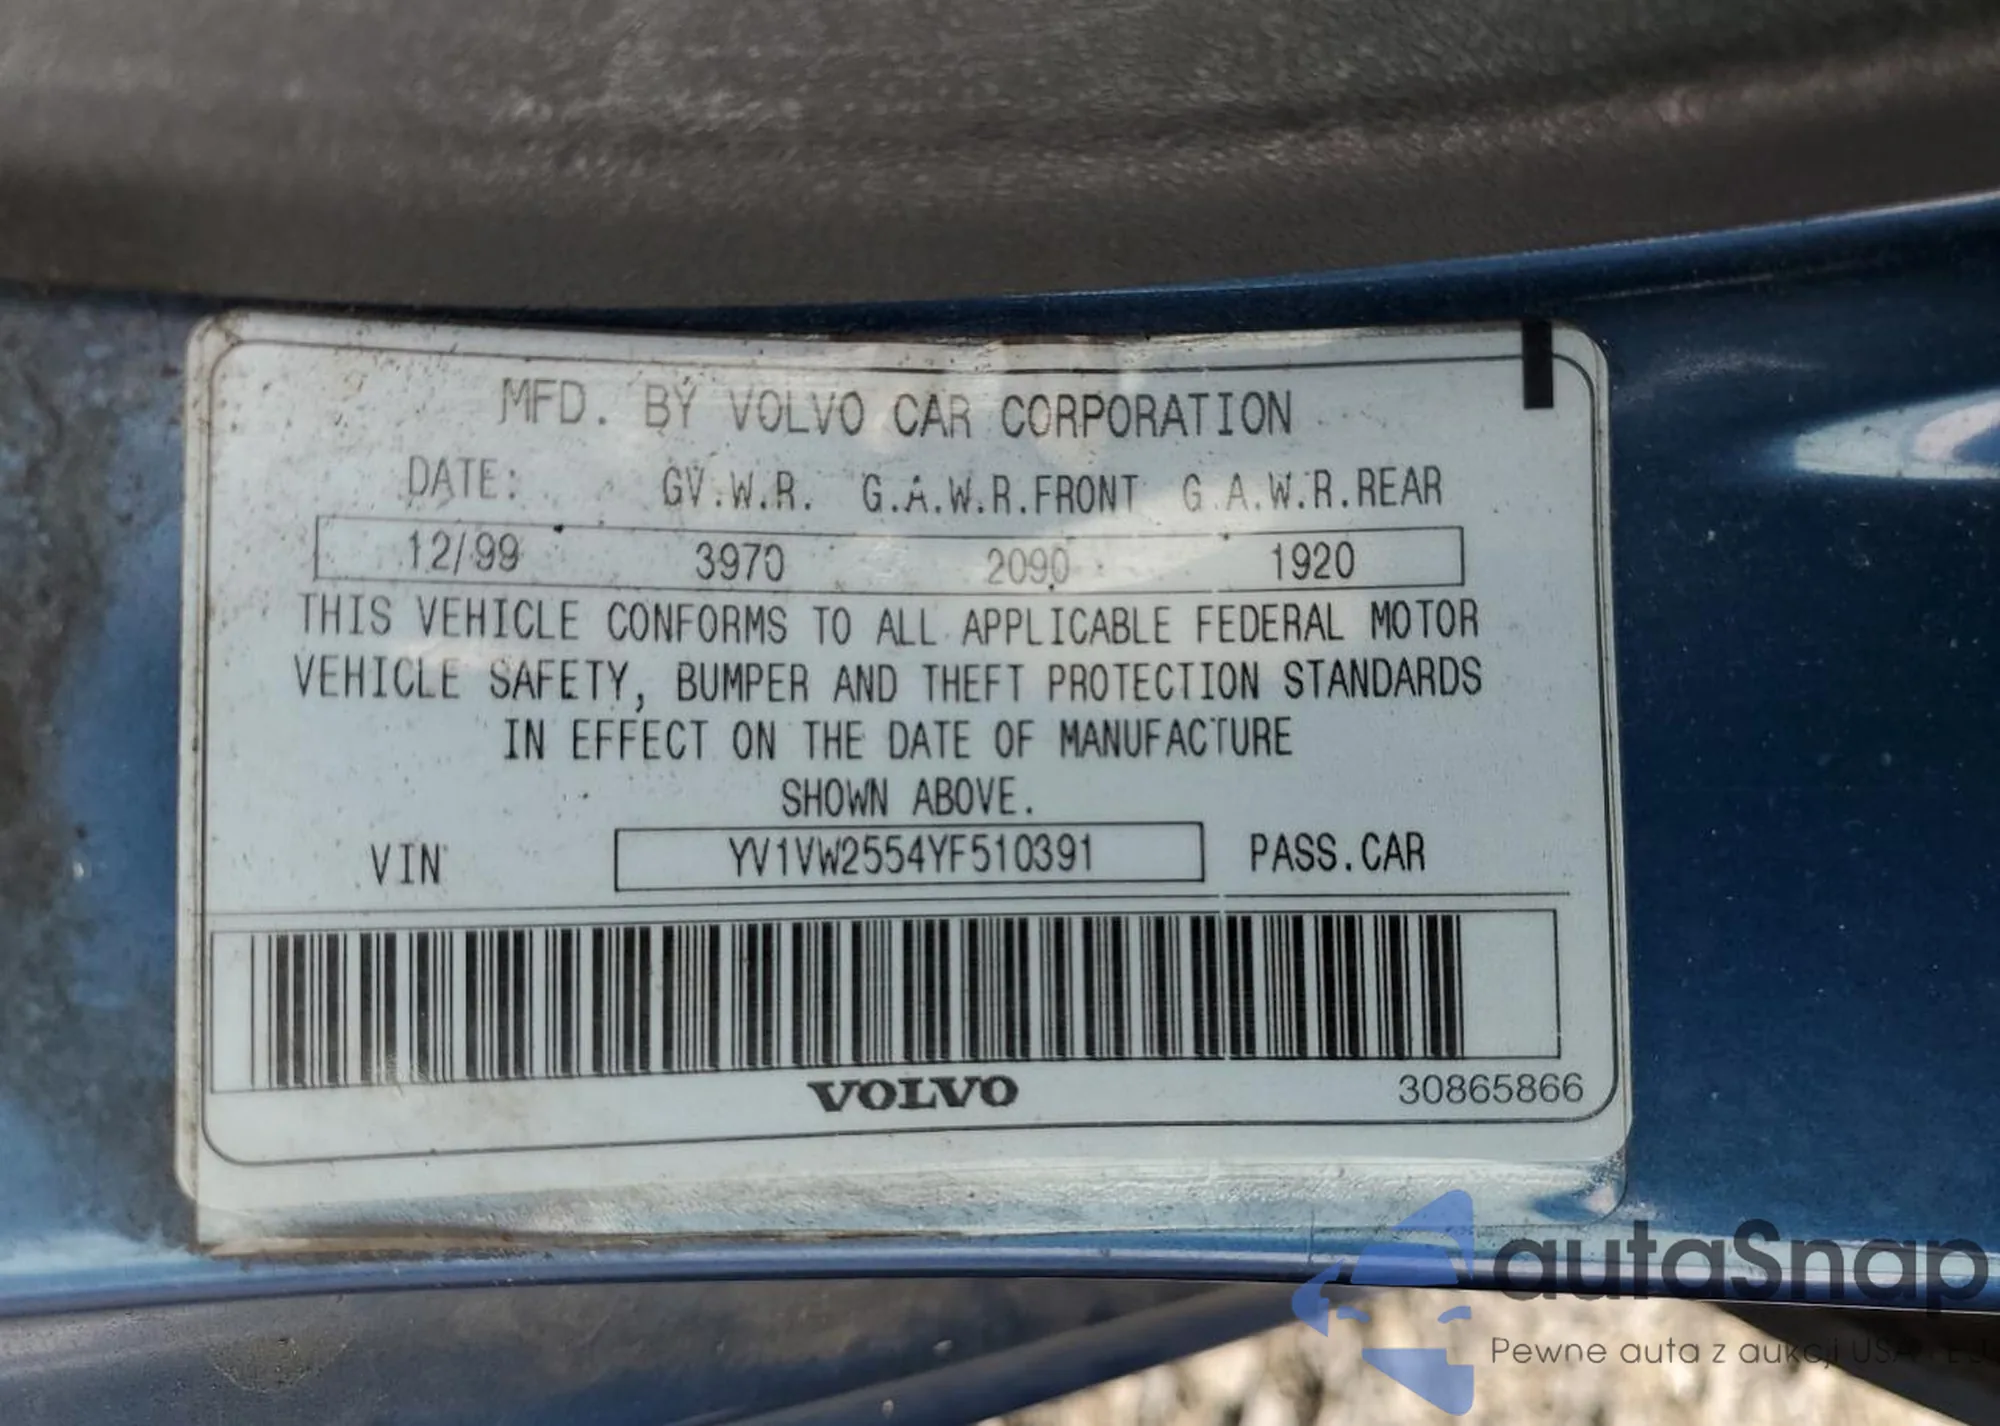 MFD. BY VOLVO CAR CORPORATION
DATE: GV.W.R. G.A.W.R.FRONT G.A.W.R.REAR
12/99 3970 2090 1920
THIS VEHICLE CONFORMS TO ALL APPLICABLE FEDERAL MOTOR
VEHICLE SAFETY, BUMPER AND THEFT PROTECTION STANDARDS
IN EFFECT ON THE DATE OF MANUFACTURE
SHOWN ABOVE.
VIN YV1VW2554YF510391 PASS.CAR
VOLVO 30865866
autaSnap
Pewne auta z aukcji USA